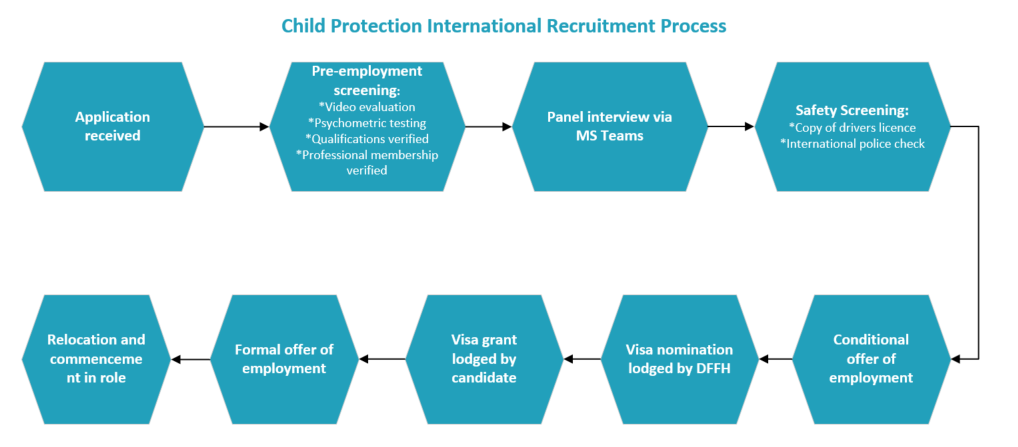 Child Protection International Recruitment Process
Application
received
Pre-employment
screening:
*Video evaluation
*Psychometric testing
*Qualifications verified
*Professional membership
verified
Panel interview via
MS Teams
Safety Screening:
*Copy of drivers licence
*International police check
Conditional
offer of
employment
Visa nomination
lodged by DFFH
Visa grant
lodged by
candidate
Formal offer of
employment
Relocation and
commenceme
nt in role